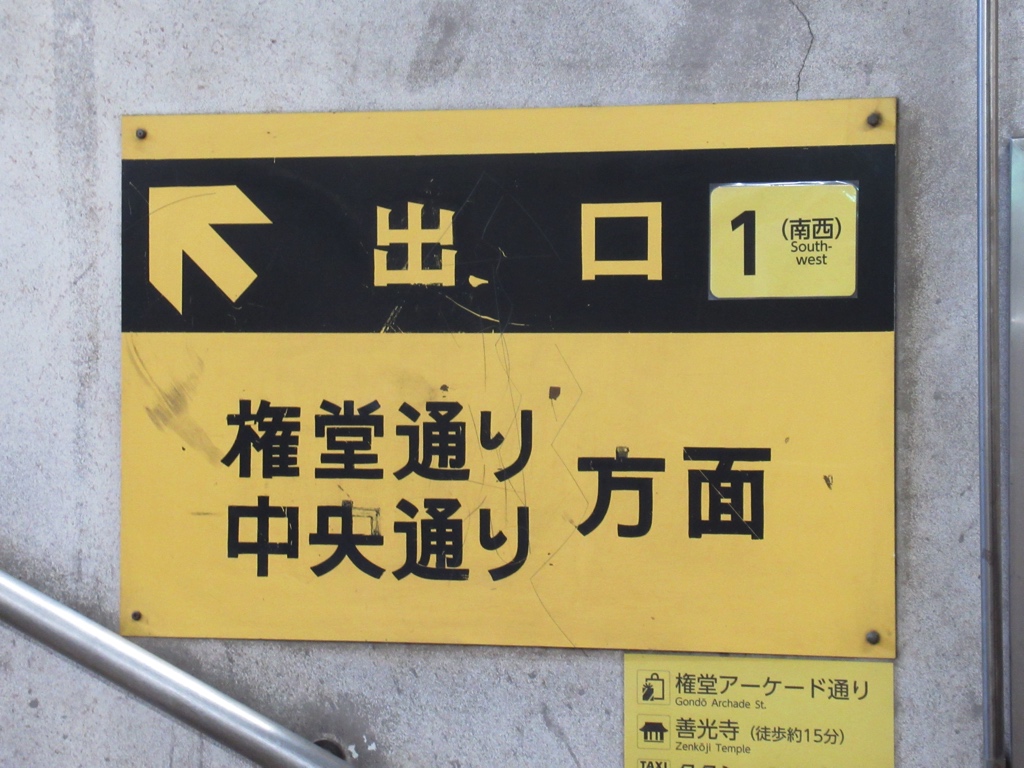 出口 1 (南西)
South-
west
権堂通り
中央通り
方面
権堂アーケード通り
Gondō Archade St.
善光寺 (徒歩約15分)
Zenkōji Temple
TAXI